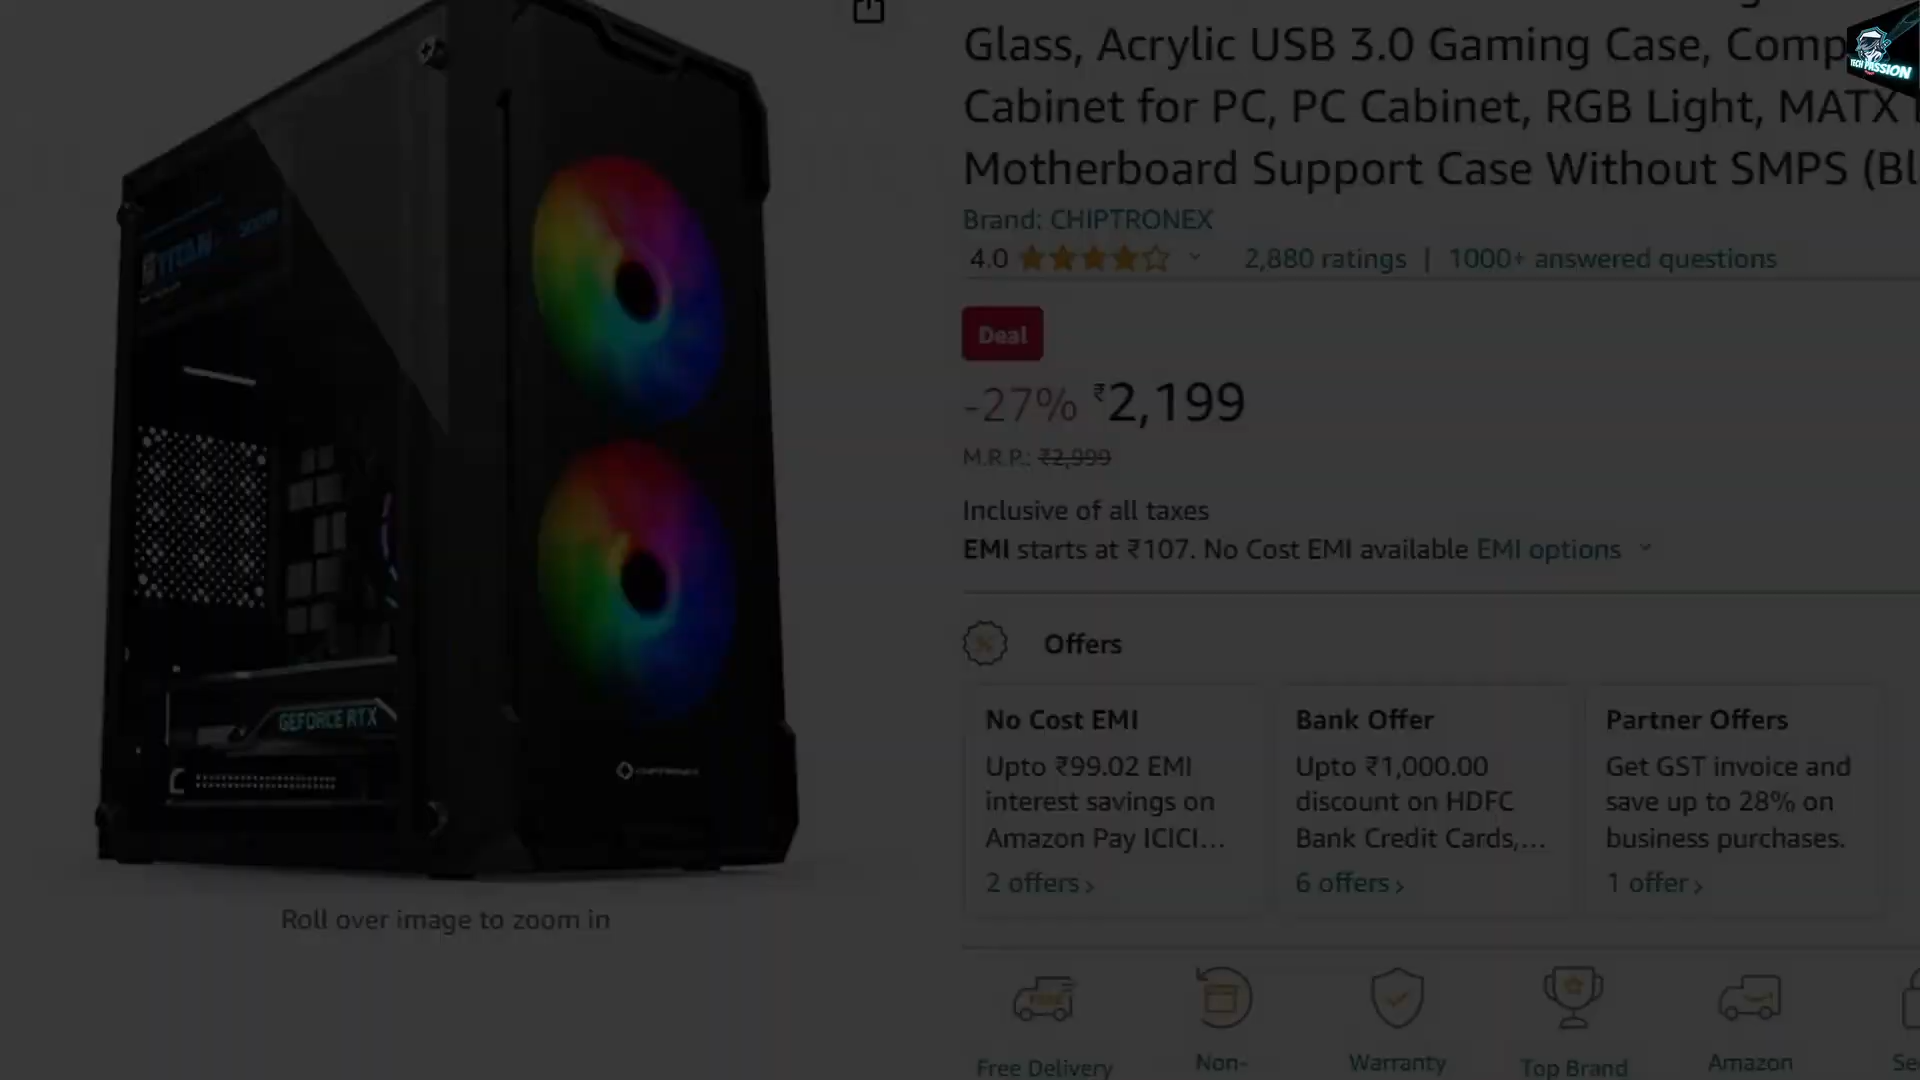 Glass, Acrylic USB 3.0 Gaming Case, Comp
Cabinet for PC, PC Cabinet, RGB Light, MATX
Motherboard Support Case Without SMPS (Bl
Brand: CHIPTRONEX
4.0
2,880 ratings | 1000+ answered questions
Deal
-27% ₹2,199
M.R.P.: ₹2,999
Inclusive of all taxes
EMI starts at ₹107. No Cost EMI available EMI options
Offers
No Cost EMI
Upto ₹99.02 EMI
interest savings on
Amazon Pay ICICI...
2 offers ›
Bank Offer
Upto ₹1,000.00
discount on HDFC
Bank Credit Cards,...
6 offers ›
Partner Offers
Get GST invoice and
save up to 28% on
business purchases.
1 offer ›
Free Delivery
Non-
Warranty
Top Brand
Amazon
Se
TECH PASSION
GEFORCE RTX
CHIPTRONEX
Roll over image to zoom in